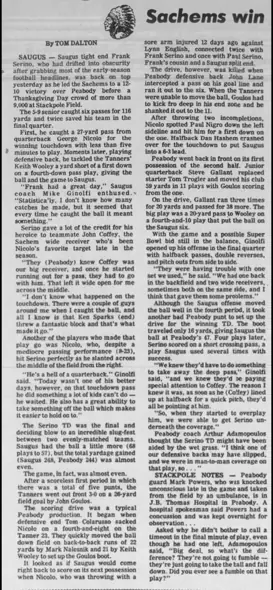 Sachems win
By TOM DALTON
SAUGUS — Saugus tight end Frank
Serino, who had drifted into obscurity
after grabbing most of the early-season
football headlines, was back on top
yesterday as he led the Sachems to a 13-
12 victory over Peabody before a
Thanksgiving Day crowd of more than
9,000 at Stackpole Field.
The 5-9 senior caught six passes for 116
yards and twice saved his team in the
final quarter.
First, he caught a 27-yard pass from
quarterback George Nicolo for the
winning touchdown with less than five
minutes to play. Moments later, playing
defensive back, he tackled the Tanners'
Keith Wooley a yard short of a first down
on a fourth-down pass play, giving the
ball and the game to Saugus.
"Frank had a great day," Saugus
coach Mike Ginolfi enthused.
"Statistica'ly, I don't know how many
catches he made, but it seemed that
every time he caught the ball it meant
something."
Serino gave a lot of the credit for his
heroics to teammate John Coffey, the
Sachem wide receiver who's been
Nicolo's favorite target late in the
season.
"They (Peabody) knew Coffey was
our big receiver, and once he started
running out for a pass, they had to go
with him. That left it wide open for me
across the middle.
"I don't know what happened on the
touchdown. There were a couple of guys
around me when I caught the ball, and
all I know is that Ken Sparks (end)
threw a fantastic block and that's what
made it go."
Another of the players who made that
play go was Nicolo, who, despite a
mediocre passing performance (9-23),
hit Serino perfectly as he slanted across
the middle of the field from the right.
"He's a hell of a quarterback," Ginolfi
said. "Today wasn't one of his better
days, however, on that touchdown pass
he did something a lot of kids can't do —
he waited. He also has a great ability to
take something off the ball which makes
it easier to hold on to."
The Serino TD was the final and
deciding blow to an incredible slug-fest
between two evenly-matched teams.
Saugus had the ball a little more (68
plays to 57), but the total yardage gained
(Saugus 248, Peabody 244) was almost
even.
The game, in fact, was almost even.
After a scoreless first period in which
there was a total of five punts, the
Tanners went out front 3-0 on a 26-yard
field goal by John Goules.
The scoring drive was a typical
Peabody production. It began when
defensive end Tom Colarusso sacked
Nicolo on a fourth-and-eight on the
Tanner 23. They quickly moved the ball
down field on back-to-back runs of 22
yards by Mark Nalesnik and 21 by Keith
Wooley to set up the Goules boot.
It looked as if Saugus would come
right back to score on its next possession
when Nicolo, who was throwing with a
sore arm injured 12 days ago against
Lynn English, connected twice with
Frank Serino and once with Paul Serino,
Frank's cousin and a Saugus split end.
The drive, however, was killed when
Peabody defensive back John Lane
intercepted a pass on his goal line and
ran it out to the six. When the Tanners
were unable to move the ball, Goules had
to kick fro deep in his end zone and he
shanked it out to the 11.
After throwing two incompletions,
Nicolo spotted Paul Nigro down the left
sideline and hit him for a first down on
the one. Halfback Dan Hashem crashed
over for the touchdown to put Saugus
into a 6-3 lead.
Peabody went back in front on its first
possession of the second half. Junior
quarterback Steve Gallant replaced
starter Tom Trugler and moved his club
58 yards in 11 plays with Goules scoring
from the one.
On the drive, Gallant ran three times
for 20 yards and passed for 38 more. The
big play was a 20-yard pass to Wooley on
a fourth-and-10 play that put the ball on
the Saugus six.
With the game and a possible Super
Bowl bid still in the balance, Ginolfi
opened up his offense in the final quarter
with halfback passes, double reverses,
and pitch outs from side to side.
"They were having trouble with one
set we used," he said. "We had one back
in the backfield and two wide receivers,
sometimes both on the same side, and I
think that gave them some problems."
Although the Saugus offense moved
the ball well in the fourth period, it took
another bad Peabody punt to set up the
drive for the winning TD. The boot
traveled only 16 yards, giving Saugus the
ball at Peabody's 47. Four plays later,
Serino scored on a short crossing pass, a
play Saugus used several times with
success.
"We knew they'd have to do something
to take away the deep pass," Ginolfi
said, "and we knew they'd be paying
special attention to Coffey. The reason I
knew it was, as soon as he (Coffey) lined
up at halfback for a quick pitch, they'd
all be pointing at him.
"So, when they started to overplay
him, we were able to get Serino un-
derneath the coverage."
Peabody coach Arthur Adamopoulos
thought the Serino TD might have been
aided by the wet grass. "I think one of
our defensive backs may have slipped,
and we were in man-to-man coverage on
that play, so . . . "
STACKPOLE NOTES — Peabody
guard Mark Powers, who was knocked
unconscious late in the game and taken
from the field by an ambulance, is in
J.B. Thomas Hospital in Peabody. A
hospital spokesman said Powers had a
concussion and was kept overnight for
observation . . .
Asked why he didn't bother to call a
timeout in the final minute of play, even
though he had one left, Adamopoulos
said, "Big deal, so what's the dif-
ference? They're not going is fumble —
they're just going to take the ball and fall
down. Did you ever see a fumble on that
play?"